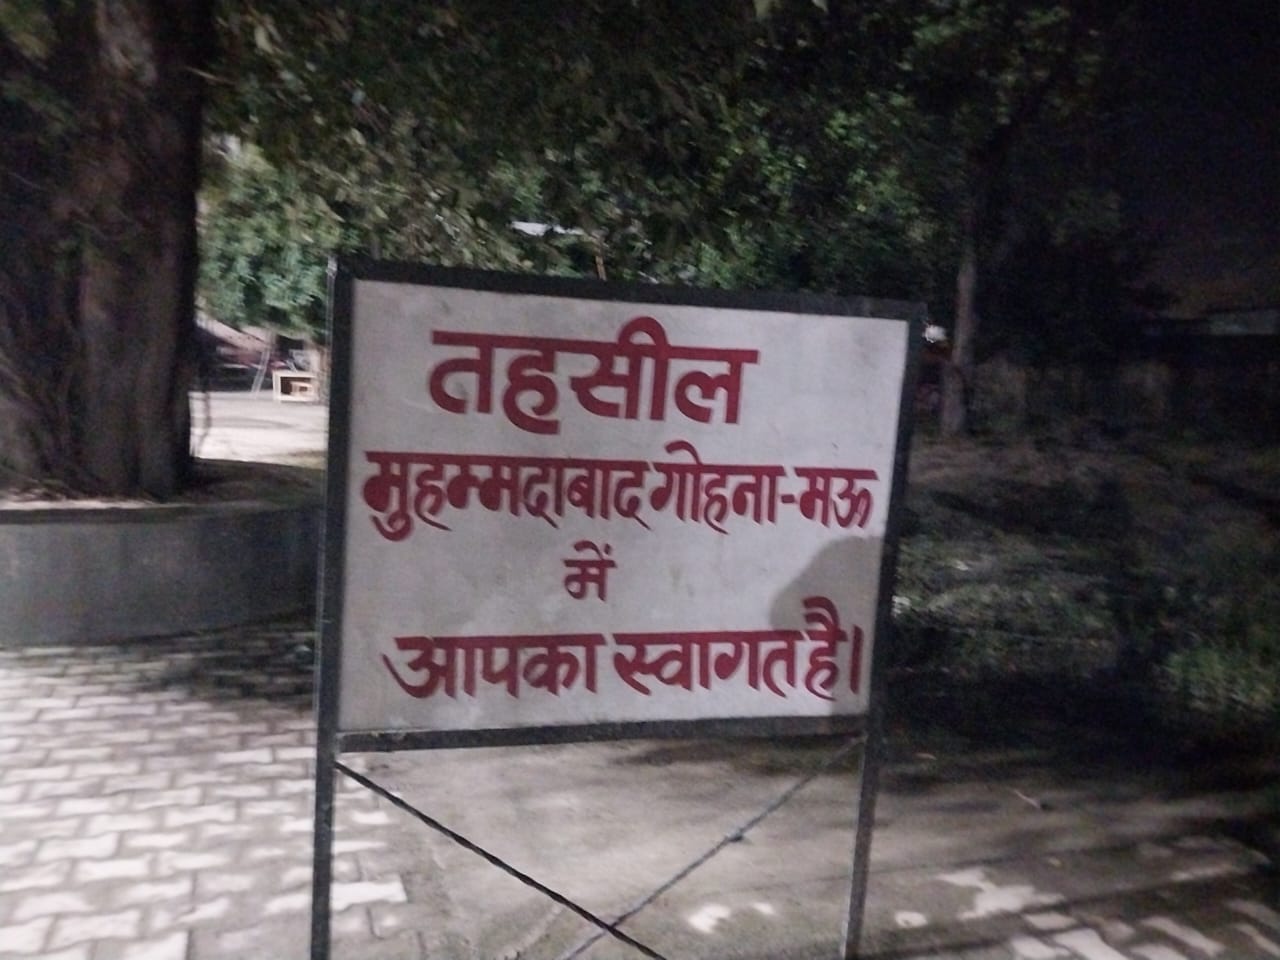 तहसील
मुहम्मदाबाद गोहना-मऊ
में
आपका स्वागत है।